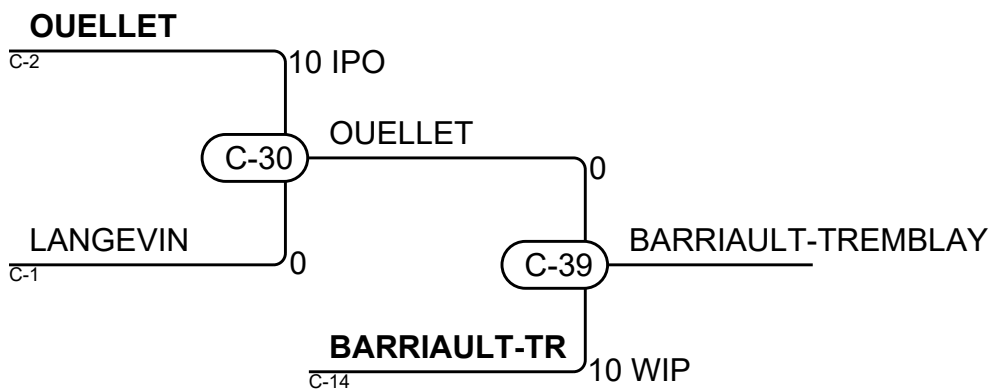 OUELLET
C-2
10 IPO
C-30
OUELLET
0
LANGEVIN
C-1
0
C-39
BARRIAULT-TREMBLAY
BARRIAULT-TR
C-14
10 WIP